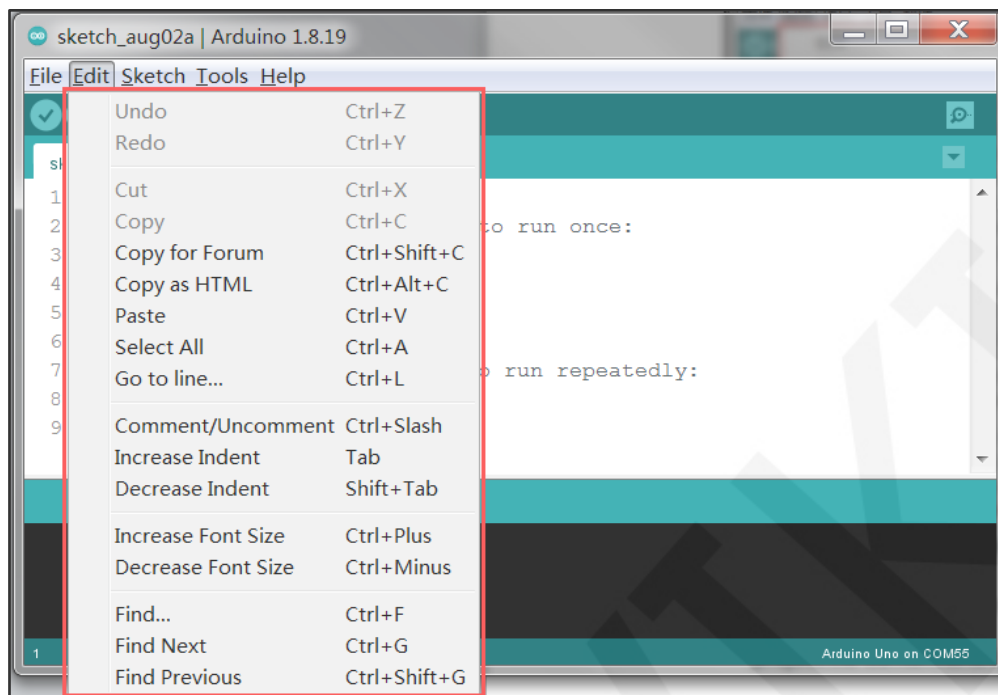 sketch_aug02a | Arduino 1.8.19
File Edit Sketch Tools Help
Undo Ctrl+Z
Redo Ctrl+Y
sk
Cut Ctrl+X
Copy Ctrl+C
Copy for Forum Ctrl+Shift+C
Copy as HTML Ctrl+Alt+C
Paste Ctrl+V
Select All Ctrl+A
Go to line... Ctrl+L
Comment/Uncomment Ctrl+Slash
Increase Indent Tab
Decrease Indent Shift+Tab
Increase Font Size Ctrl+Plus
Decrease Font Size Ctrl+Minus
Find... Ctrl+F
Find Next Ctrl+G
Find Previous Ctrl+Shift+G
1
2 to run once:
3
4
5
6
7 o run repeatedly:
8
9
1 Arduino Uno on COM55